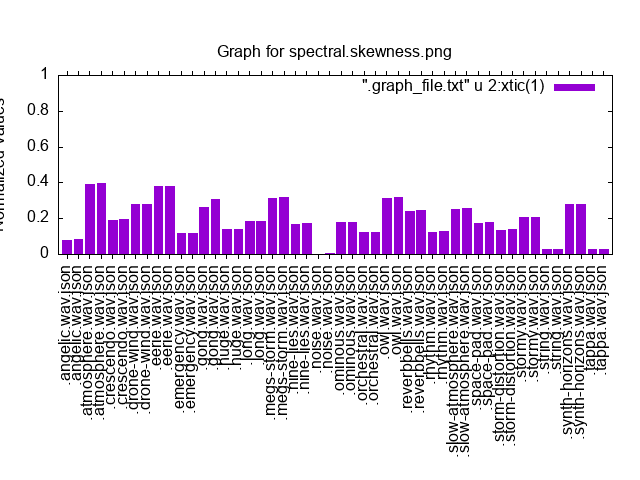 Graph for spectral.skewness.png
Normalized Values
1
0.8
0.6
0.4
0.2
0
".graph_file.txt" u 2:xtic(1)
.angelic.wav.json
.angelic.wav.json
.atmosphere.wav.json
.atmosphere.wav.json
.crescendo.wav.json
.crescendo.wav.json
.drone-wind.wav.json
.drone-wind.wav.json
.eerie.wav.json
.eerie.wav.json
.emergency.wav.json
.emergency.wav.json
.gong.wav.json
.gong.wav.json
.huge.wav.json
.huge.wav.json
.jong.wav.json
.jong.wav.json
.megs-storm.wav.json
.megs-storm.wav.json
.nine-lies.wav.json
.nine-lies.wav.json
.noise.wav.json
.noise.wav.json
.ominous.wav.json
.ominous.wav.json
.orchestral.wav.json
.orchestral.wav.json
.owl.wav.json
.owl.wav.json
.reverbells.wav.json
.reverbells.wav.json
.rhythm.wav.json
.rhythm.wav.json
.slow-atmosphere.wav.json
.slow-atmosphere.wav.json
.space-pad.wav.json
.space-pad.wav.json
.storm-distortion.wav.json
.storm-distortion.wav.json
.stormy.wav.json
.stormy.wav.json
.string.wav.json
.string.wav.json
.synth-horizons.wav.json
.synth-horizons.wav.json
.tappa.wav.json
.tappa.wav.json